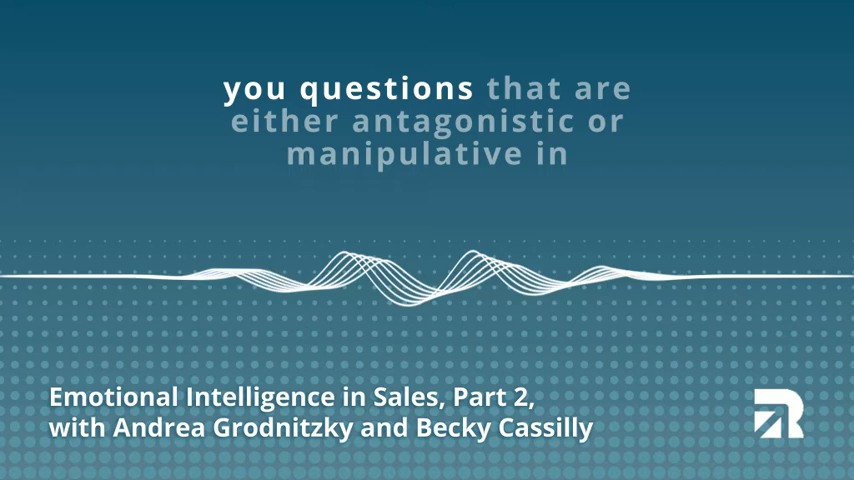 you questions that are
either antagonistic or
manipulative in
Emotional Intelligence in Sales, Part 2,
with Andrea Grodnitzky and Becky Cassilly